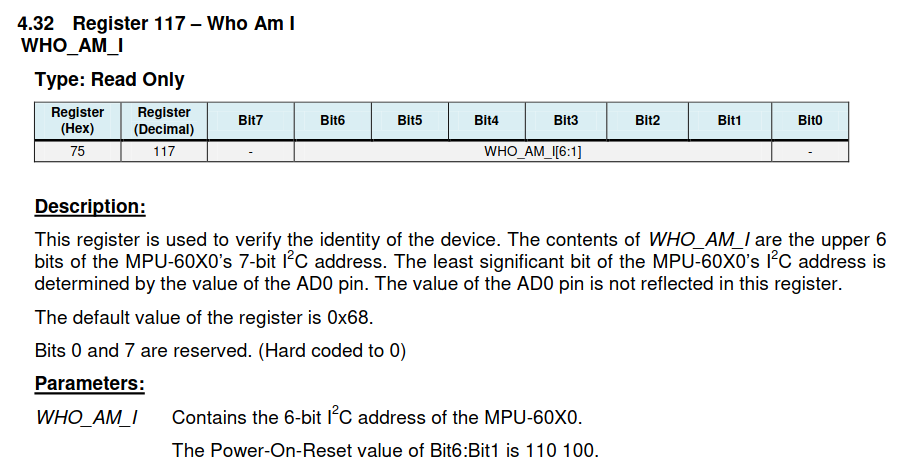 4.32 Register 117 – Who Am I
WHO_AM_I
Type: Read Only
Register (Hex) Register (Decimal) Bit7 Bit6 Bit5 Bit4 Bit3 Bit2 Bit1 Bit0
75 117 - WHO_AM_I[6:1] -
Description:
This register is used to verify the identity of the device. The contents of WHO_AM_I are the upper 6
bits of the MPU-60X0’s 7-bit I²C address. The least significant bit of the MPU-60X0’s I²C address is
determined by the value of the AD0 pin. The value of the AD0 pin is not reflected in this register.
The default value of the register is 0x68.
Bits 0 and 7 are reserved. (Hard coded to 0)
Parameters:
WHO_AM_I Contains the 6-bit I²C address of the MPU-60X0.
The Power-On-Reset value of Bit6:Bit1 is 110 100.